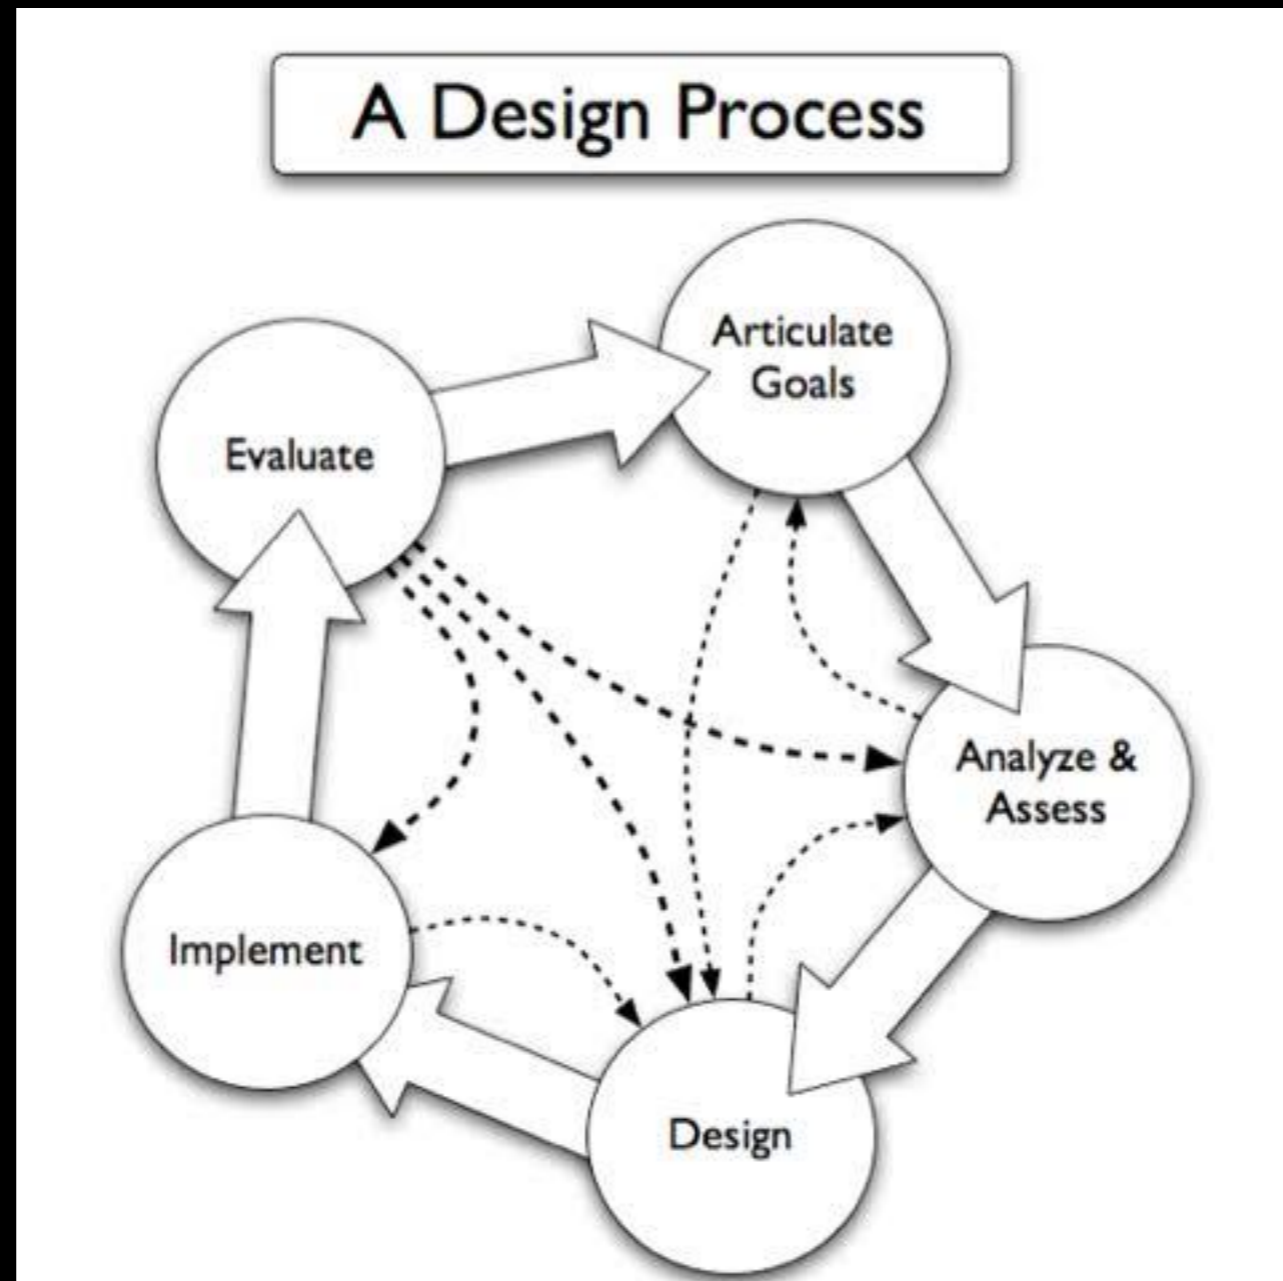 A Design Process
Articulate
Goals
Evaluate
Analyze &
Assess
Implement
Design